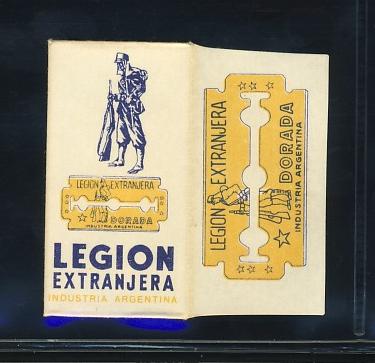 LEGION EXTRANJERA
DORADA
INDUSTRIA ARGENTINA
LEGION
EXTRANJERA
INDUSTRIA ARGENTINA
LEGION EXTRANJERA
DORADA
INDUSTRIA ARGENTINA